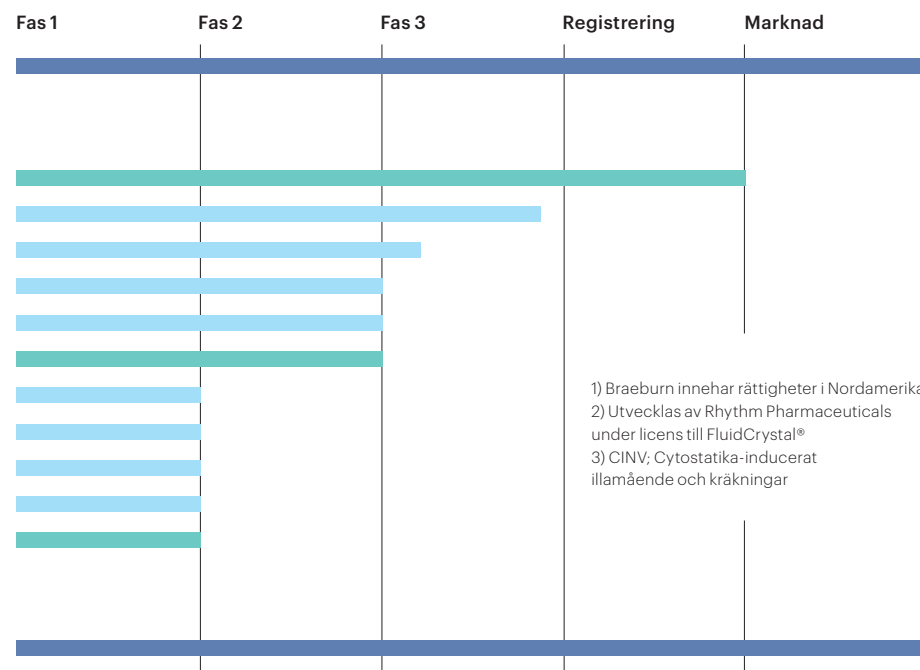 Fas 1 Fas 2 Fas 3 Registrering Marknad
1) Braeburn innehar rättigheter i Nordamerika
2) Utvecklas av Rhythm Pharmaceuticals
under licens till FluidCrystal®
3) CINV; Cytostatika-inducerat
illamående och kräkningar